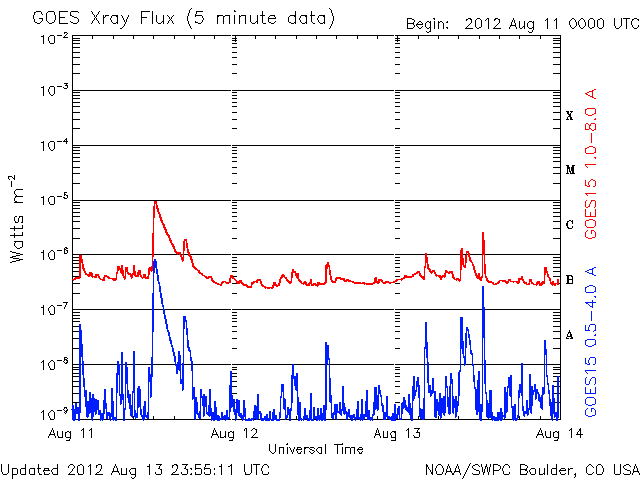 GOES Xray Flux (5 minute data)
Begin: 2012 Aug 11 0000 UTC
10-2
10-3
10-4
10-5
10-6
10-7
10-8
10-9
Watts m-2
X
M
C
B
A
GOES15 1.0-8.0 A
GOES15 0.5-4.0 A
Aug 11
Aug 12
Aug 13
Aug 14
Universal Time
Updated 2012 Aug 13 23:55:11 UTC
NOAA/SWPC Boulder, CO USA